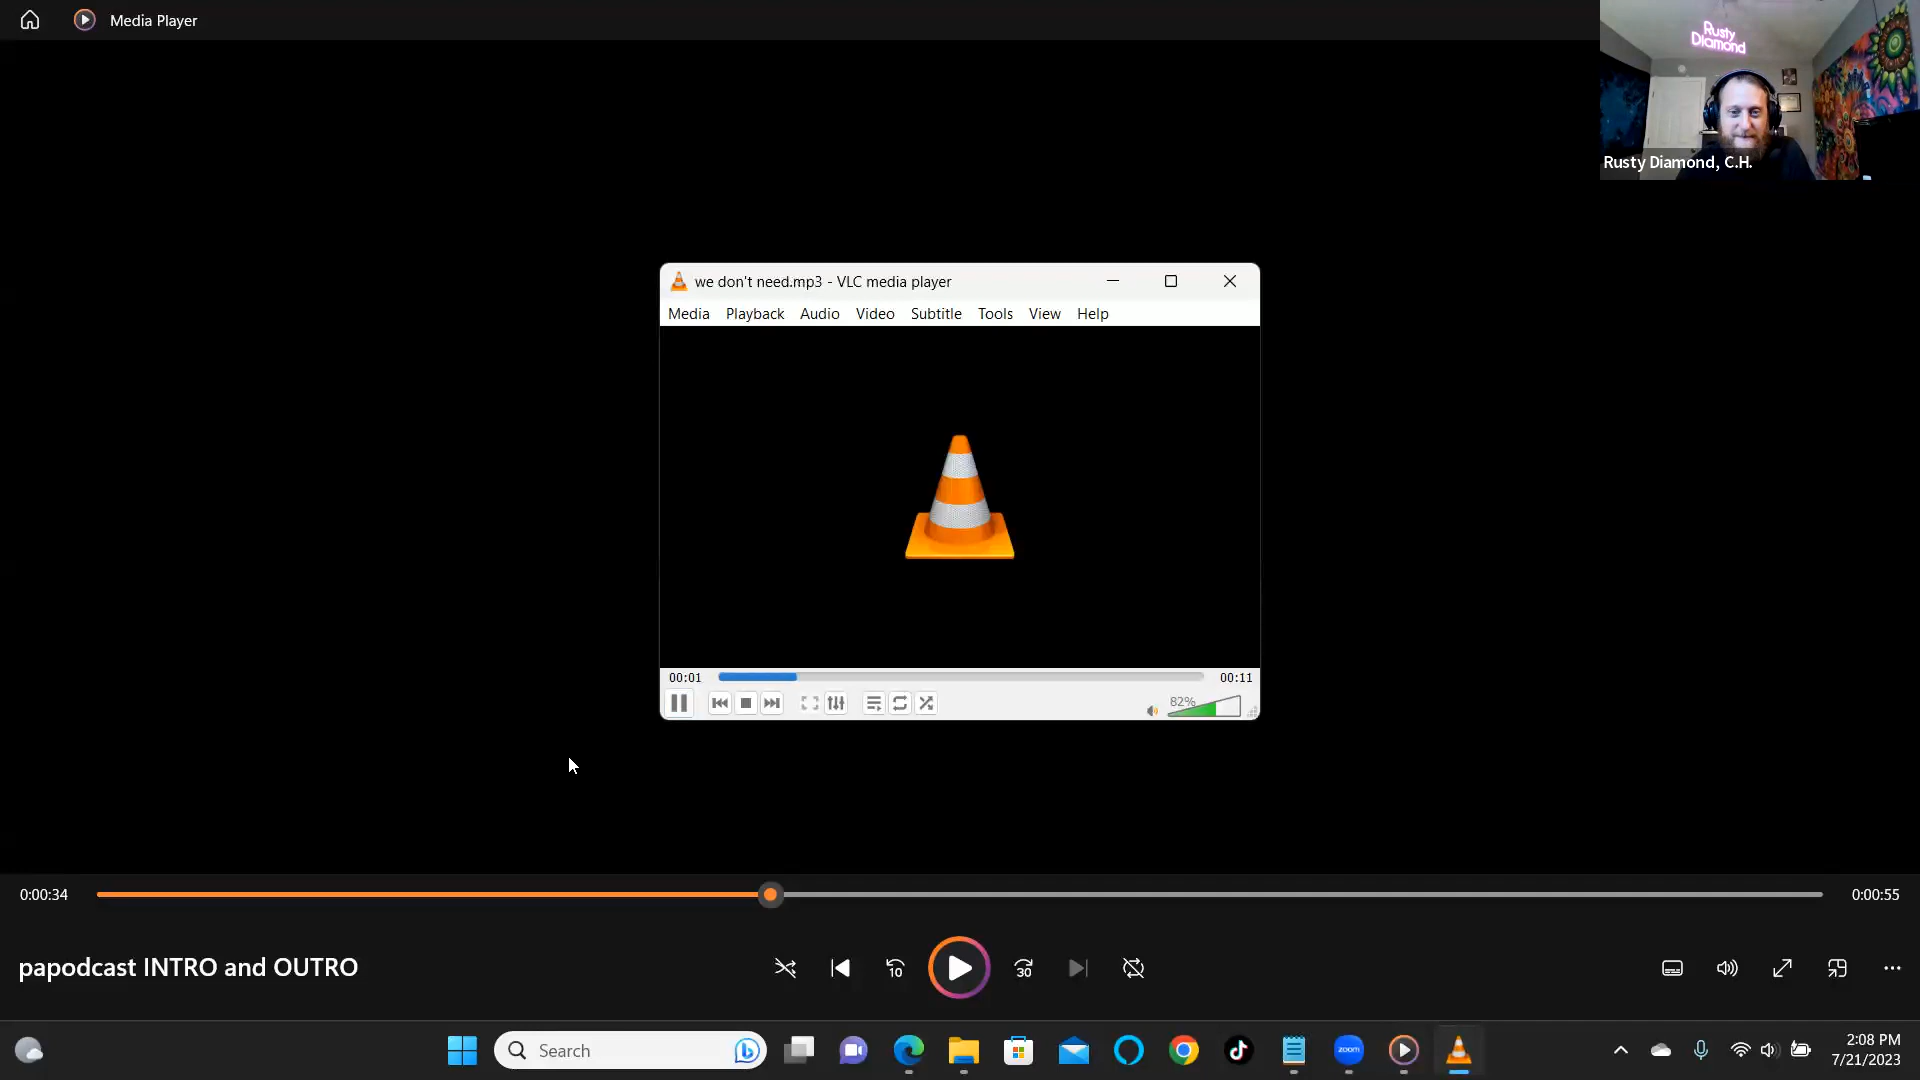 Media Player
Rusty
Diamond
Rusty Diamond, C.H.
we don't need.mp3 - VLC media player
Media Playback Audio Video Subtitle Tools View Help
00:01 00:11
82%
0:00:34 0:00:55
papodcast INTRO and OUTRO
10 30
Search
zoom
2:08 PM
7/21/2023